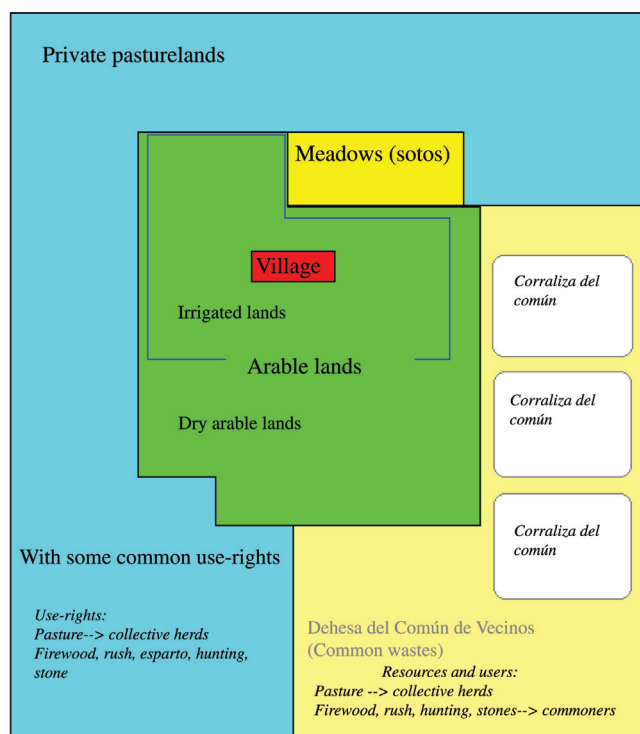 Private pasturelands
Meadows (sotos)
Village
Irrigated lands
Arable lands
Dry arable lands
Corraliza del
común
Corraliza del
común
Corraliza del
común
With some common use-rights
Use-rights:
Pasture--> collective herds
Firewood, rush, esparto, hunting,
stone
Dehesa del Común de Vecinos
(Common wastes)
Resources and users:
Pasture --> collective herds
Firewood, rush, hunting, stones--> commoners